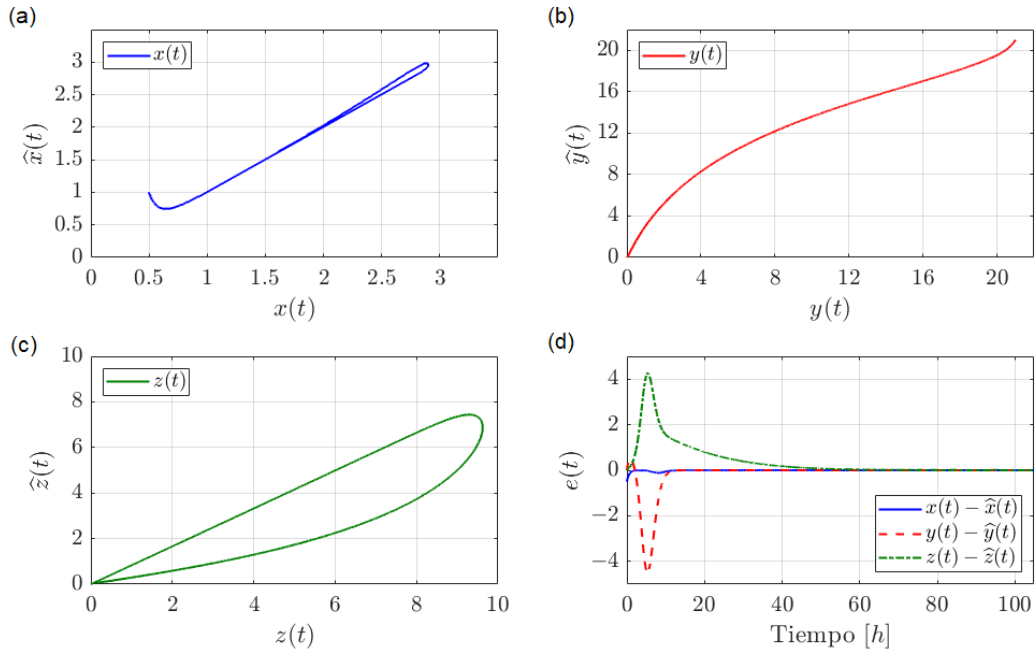 (a)
x(t)
3
2.5
2
1.5
1
0.5
0
0 0.5 1 1.5 2 2.5 3
x̂(t)
x(t)
(b)
y(t)
20
16
12
8
4
0
0 4 8 12 16 20
ŷ(t)
y(t)
(c)
z(t)
10
8
6
4
2
0
0 2 4 6 8 10
ẑ(t)
z(t)
(d)
4
2
0
−2
−4
0 20 40 60 80 100
e(t)
x(t) − x̂(t)
y(t) − ŷ(t)
z(t) − ẑ(t)
Tiempo [h]